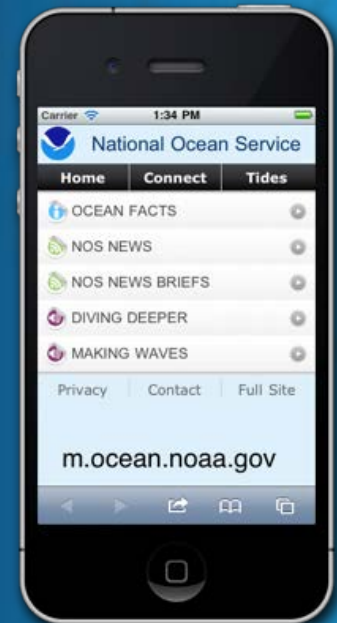 Carrier 1:34 PM
National Ocean Service
Home Connect Tides
OCEAN FACTS
NOS NEWS
NOS NEWS BRIEFS
DIVING DEEPER
MAKING WAVES
Privacy Contact Full Site
m.ocean.noaa.gov